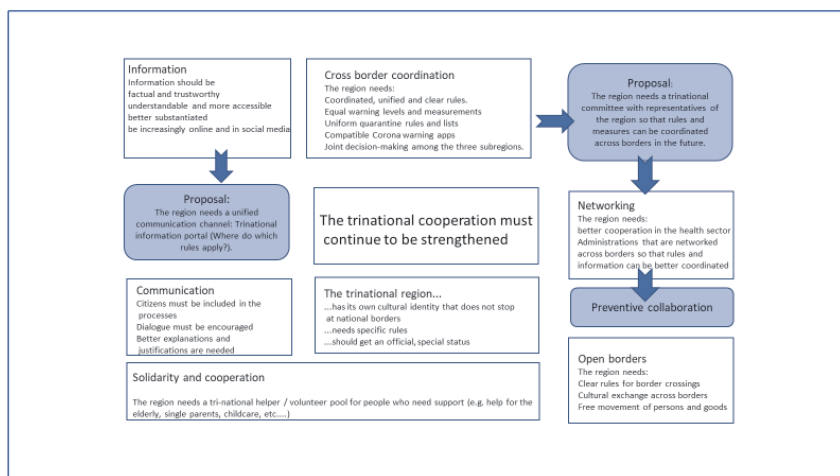 Information
Information should be
factual and trustworthy
understandable and more accessible
better substantiated
be increasingly online and in social media
Cross border coordination
The region needs:
Coordinated, unified and clear rules.
Equal warning levels and measurements
Uniform quarantine rules and lists
Compatible Corona warning apps
Joint decision-making among the three subregions.
Proposal:
The region needs a trinational
committee with representatives of
the region so that rules and
measures can be coordinated
across borders in the future.
Proposal:
The region needs a unified
communication channel: Trinational
information portal (Where do which
rules apply?).
The trinational cooperation must
continue to be strengthened
Networking
The region needs:
better cooperation in the health sector
Administrations that are networked
across borders so that rules and
information can be better coordinated
Communication
Citizens must be included in the
processes
Dialogue must be encouraged
Better explanations and
justifications are needed
The trinational region...
...has its own cultural identity that does not stop
at national borders
...needs specific rules
...should get an official, special status
Preventive collaboration
Solidarity and cooperation
The region needs a tri-national helper / volunteer pool for people who need support (e.g. help for the
elderly, single parents, childcare, etc....)
Open borders
The region needs:
Clear rules for border crossings
Cultural exchange across borders
Free movement of persons and goods